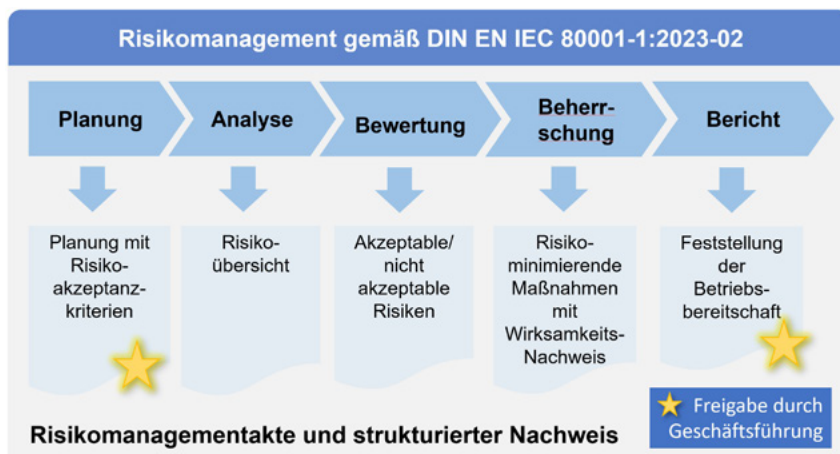 Risikomanagement gemäß DIN EN IEC 80001-1:2023-02
Planung
Analyse
Bewertung
Beherr-
schung
Bericht
Planung mit
Risiko-
akzeptanz-
kriterien
Risiko-
übersicht
Akzeptable/
nicht
akzeptable
Risiken
Risiko-
minimierende
Maßnahmen
mit
Wirksamkeits-
Nachweis
Feststellung
der
Betriebs-
bereitschaft
Risikomanagementakte und strukturierter Nachweis
Freigabe durch
Geschäftsführung